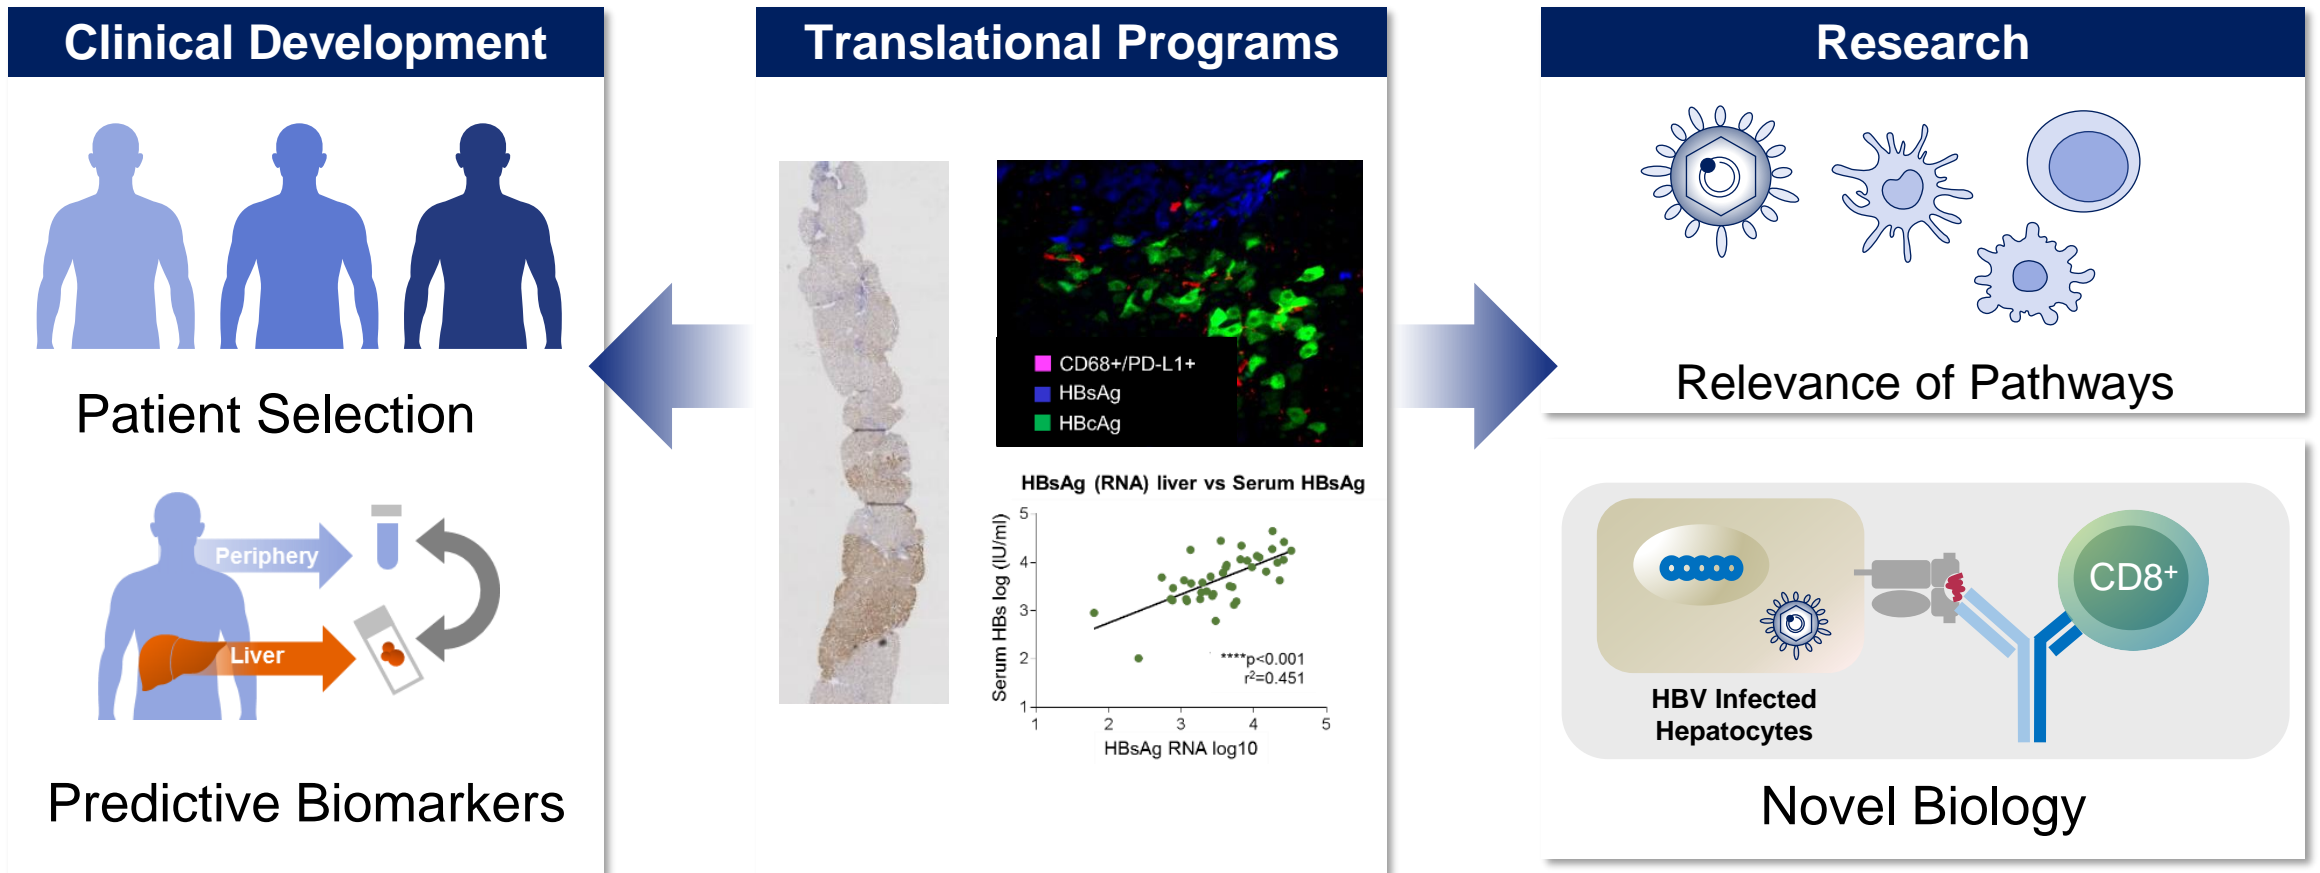 Clinical Development
Patient Selection
Periphery
Liver
Predictive Biomarkers
Translational Programs
CD68+/PD-L1+
HBsAg
HBcAg
HBsAg (RNA) liver vs Serum HBsAg
Serum HBs log (IU/ml)
5
4
3
2
1
****p<0.001
r²=0.451
1 2 3 4 5
HBsAg RNA log10
Research
Relevance of Pathways
CD8⁺
HBV Infected
Hepatocytes
Novel Biology